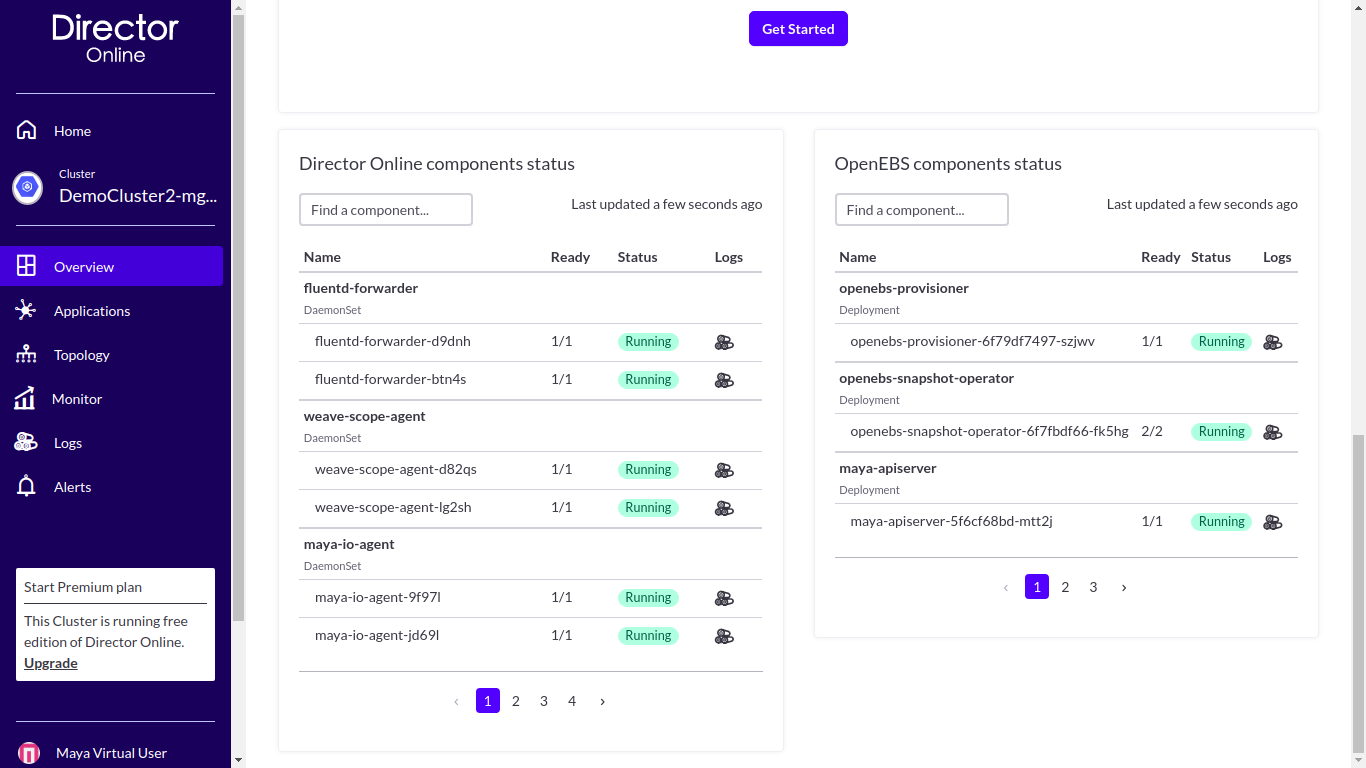 Director
Online
Home
Cluster
DemoCluster2-mg...
Overview
Applications
Topology
Monitor
Logs
Alerts
Start Premium plan
This Cluster is running free
edition of Director Online.
Upgrade
Maya Virtual User
Get Started
Director Online components status
Find a component...
Last updated a few seconds ago
Name Ready Status Logs
fluentd-forwarder
DaemonSet
fluentd-forwarder-d9dnh 1/1 Running
fluentd-forwarder-btn4s 1/1 Running
weave-scope-agent
DaemonSet
weave-scope-agent-d82qs 1/1 Running
weave-scope-agent-lg2sh 1/1 Running
maya-io-agent
DaemonSet
maya-io-agent-9f97l 1/1 Running
maya-io-agent-jd69l 1/1 Running
‹ 1 2 3 4 ›
OpenEBS components status
Find a component...
Last updated a few seconds ago
Name Ready Status Logs
openebs-provisioner
Deployment
openebs-provisioner-6f79df7497-szjwv 1/1 Running
openebs-snapshot-operator
Deployment
openebs-snapshot-operator-6f7fbdf66-fk5hg 2/2 Running
maya-apiserver
Deployment
maya-apiserver-5f6cf68bd-mtt2j 1/1 Running
‹ 1 2 3 ›